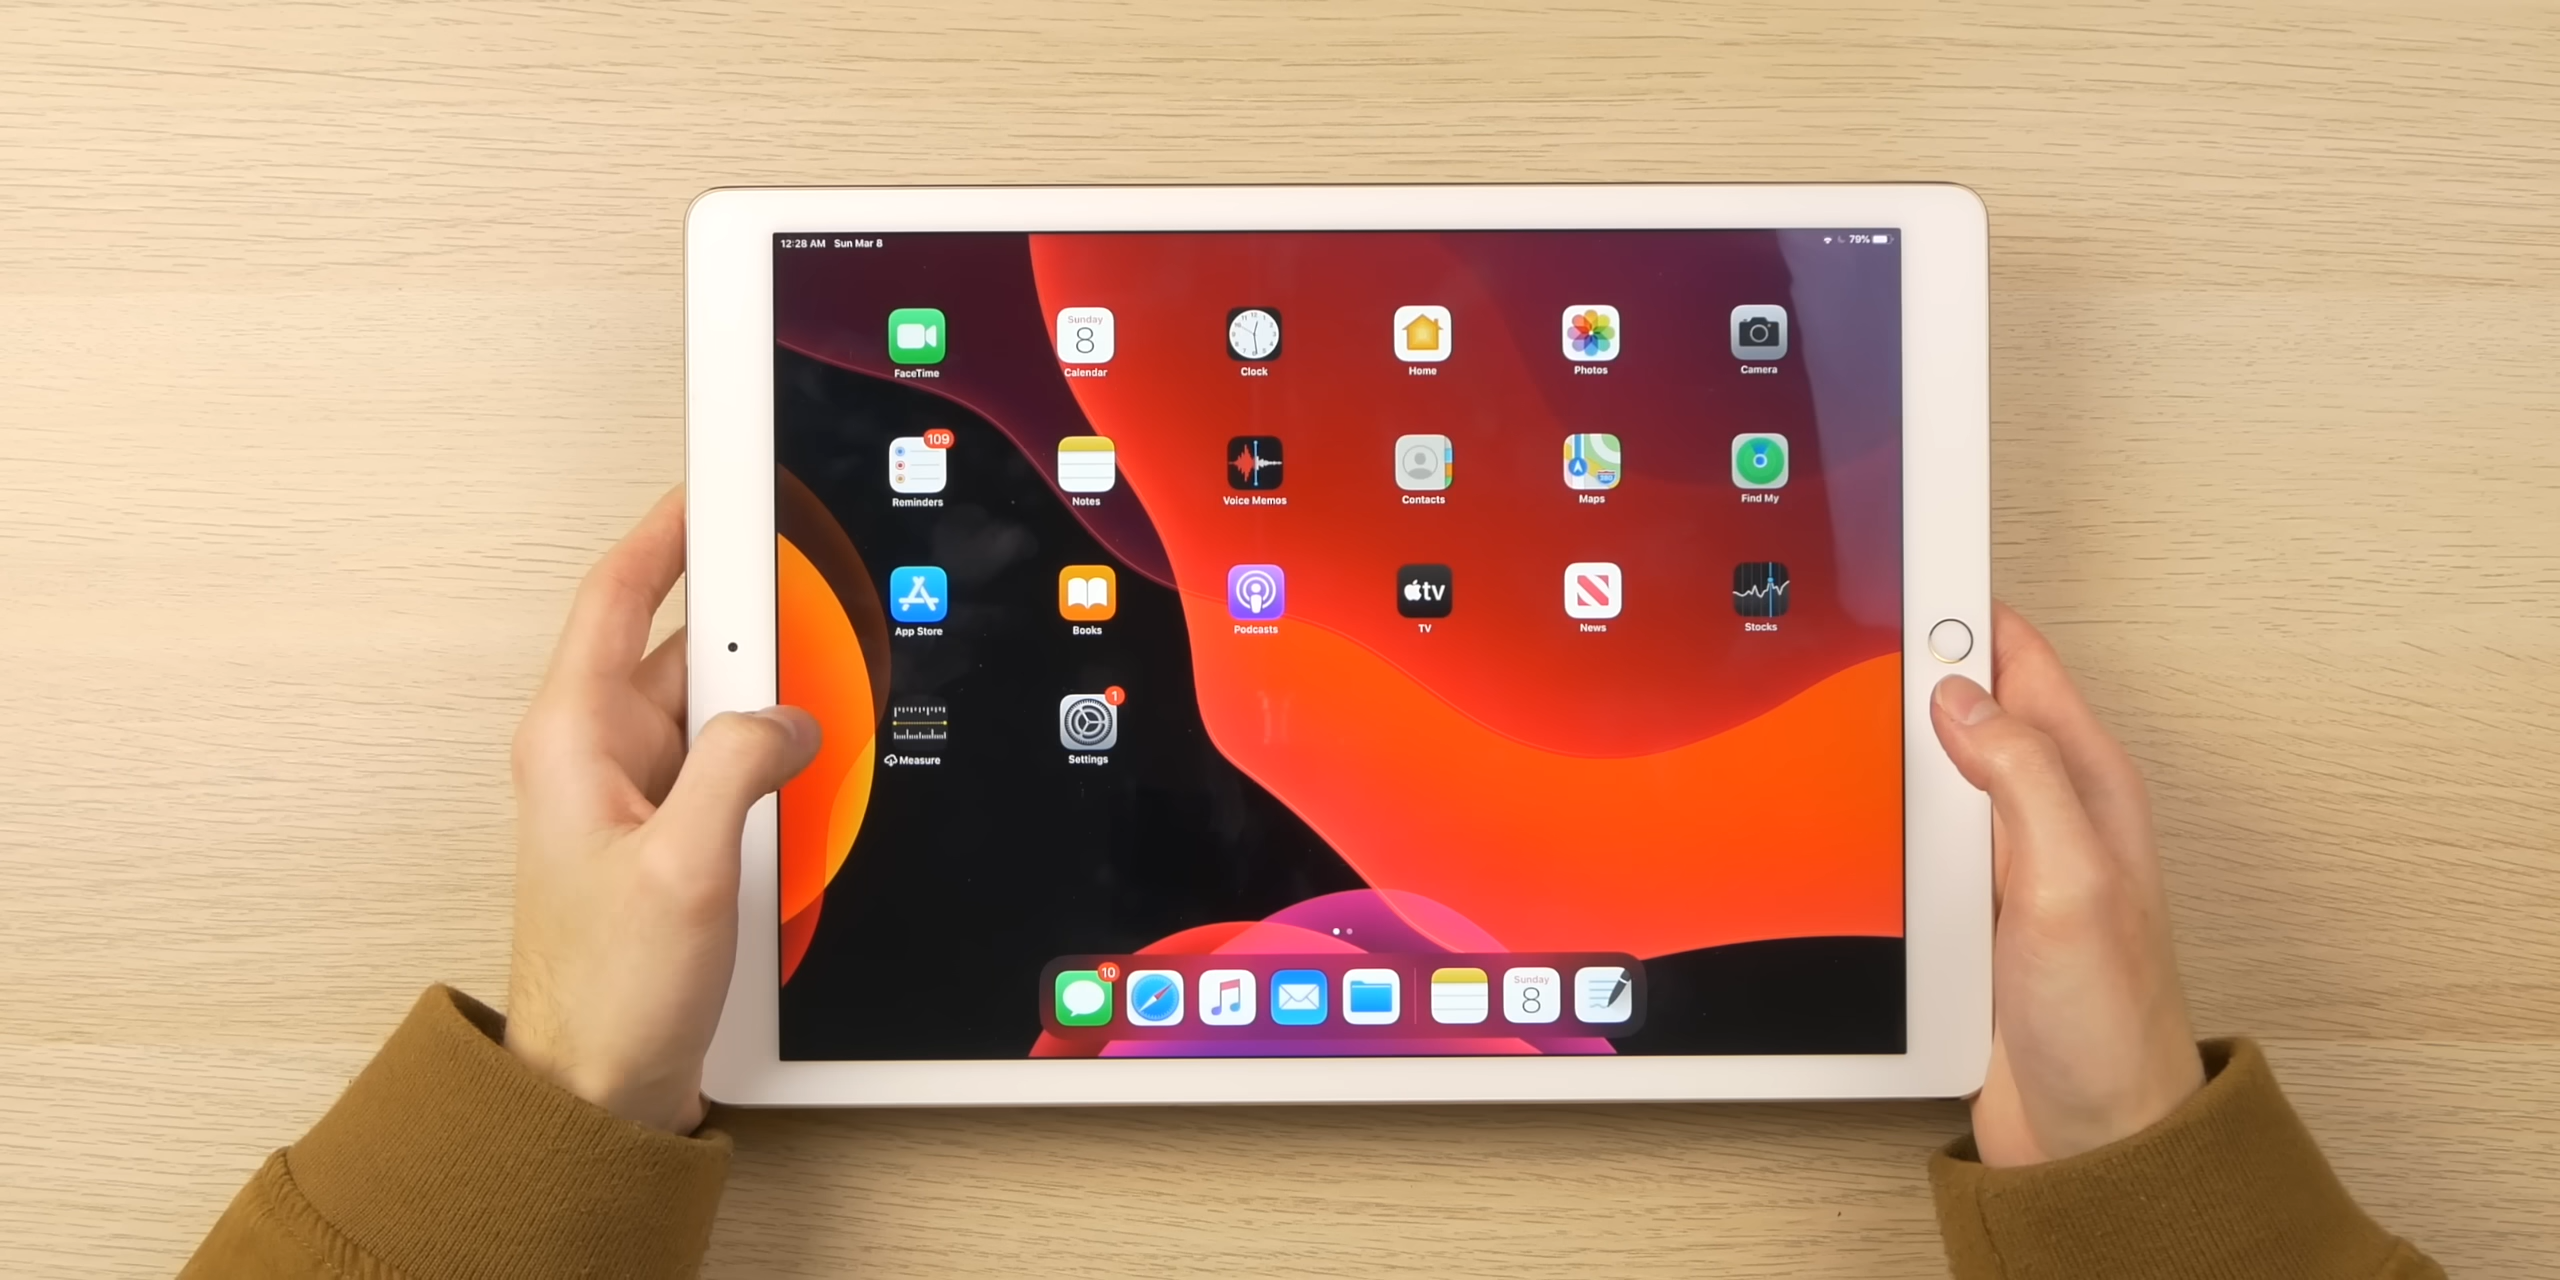 12:28 AM Sun Mar 8
79%
FaceTime
Sunday
8
Calendar
Clock
Home
Photos
Camera
109
Reminders
Notes
Voice Memos
Contacts
Maps
Find My
App Store
Books
Podcasts
tv
TV
News
Stocks
Measure
1
Settings
10
Sunday
8